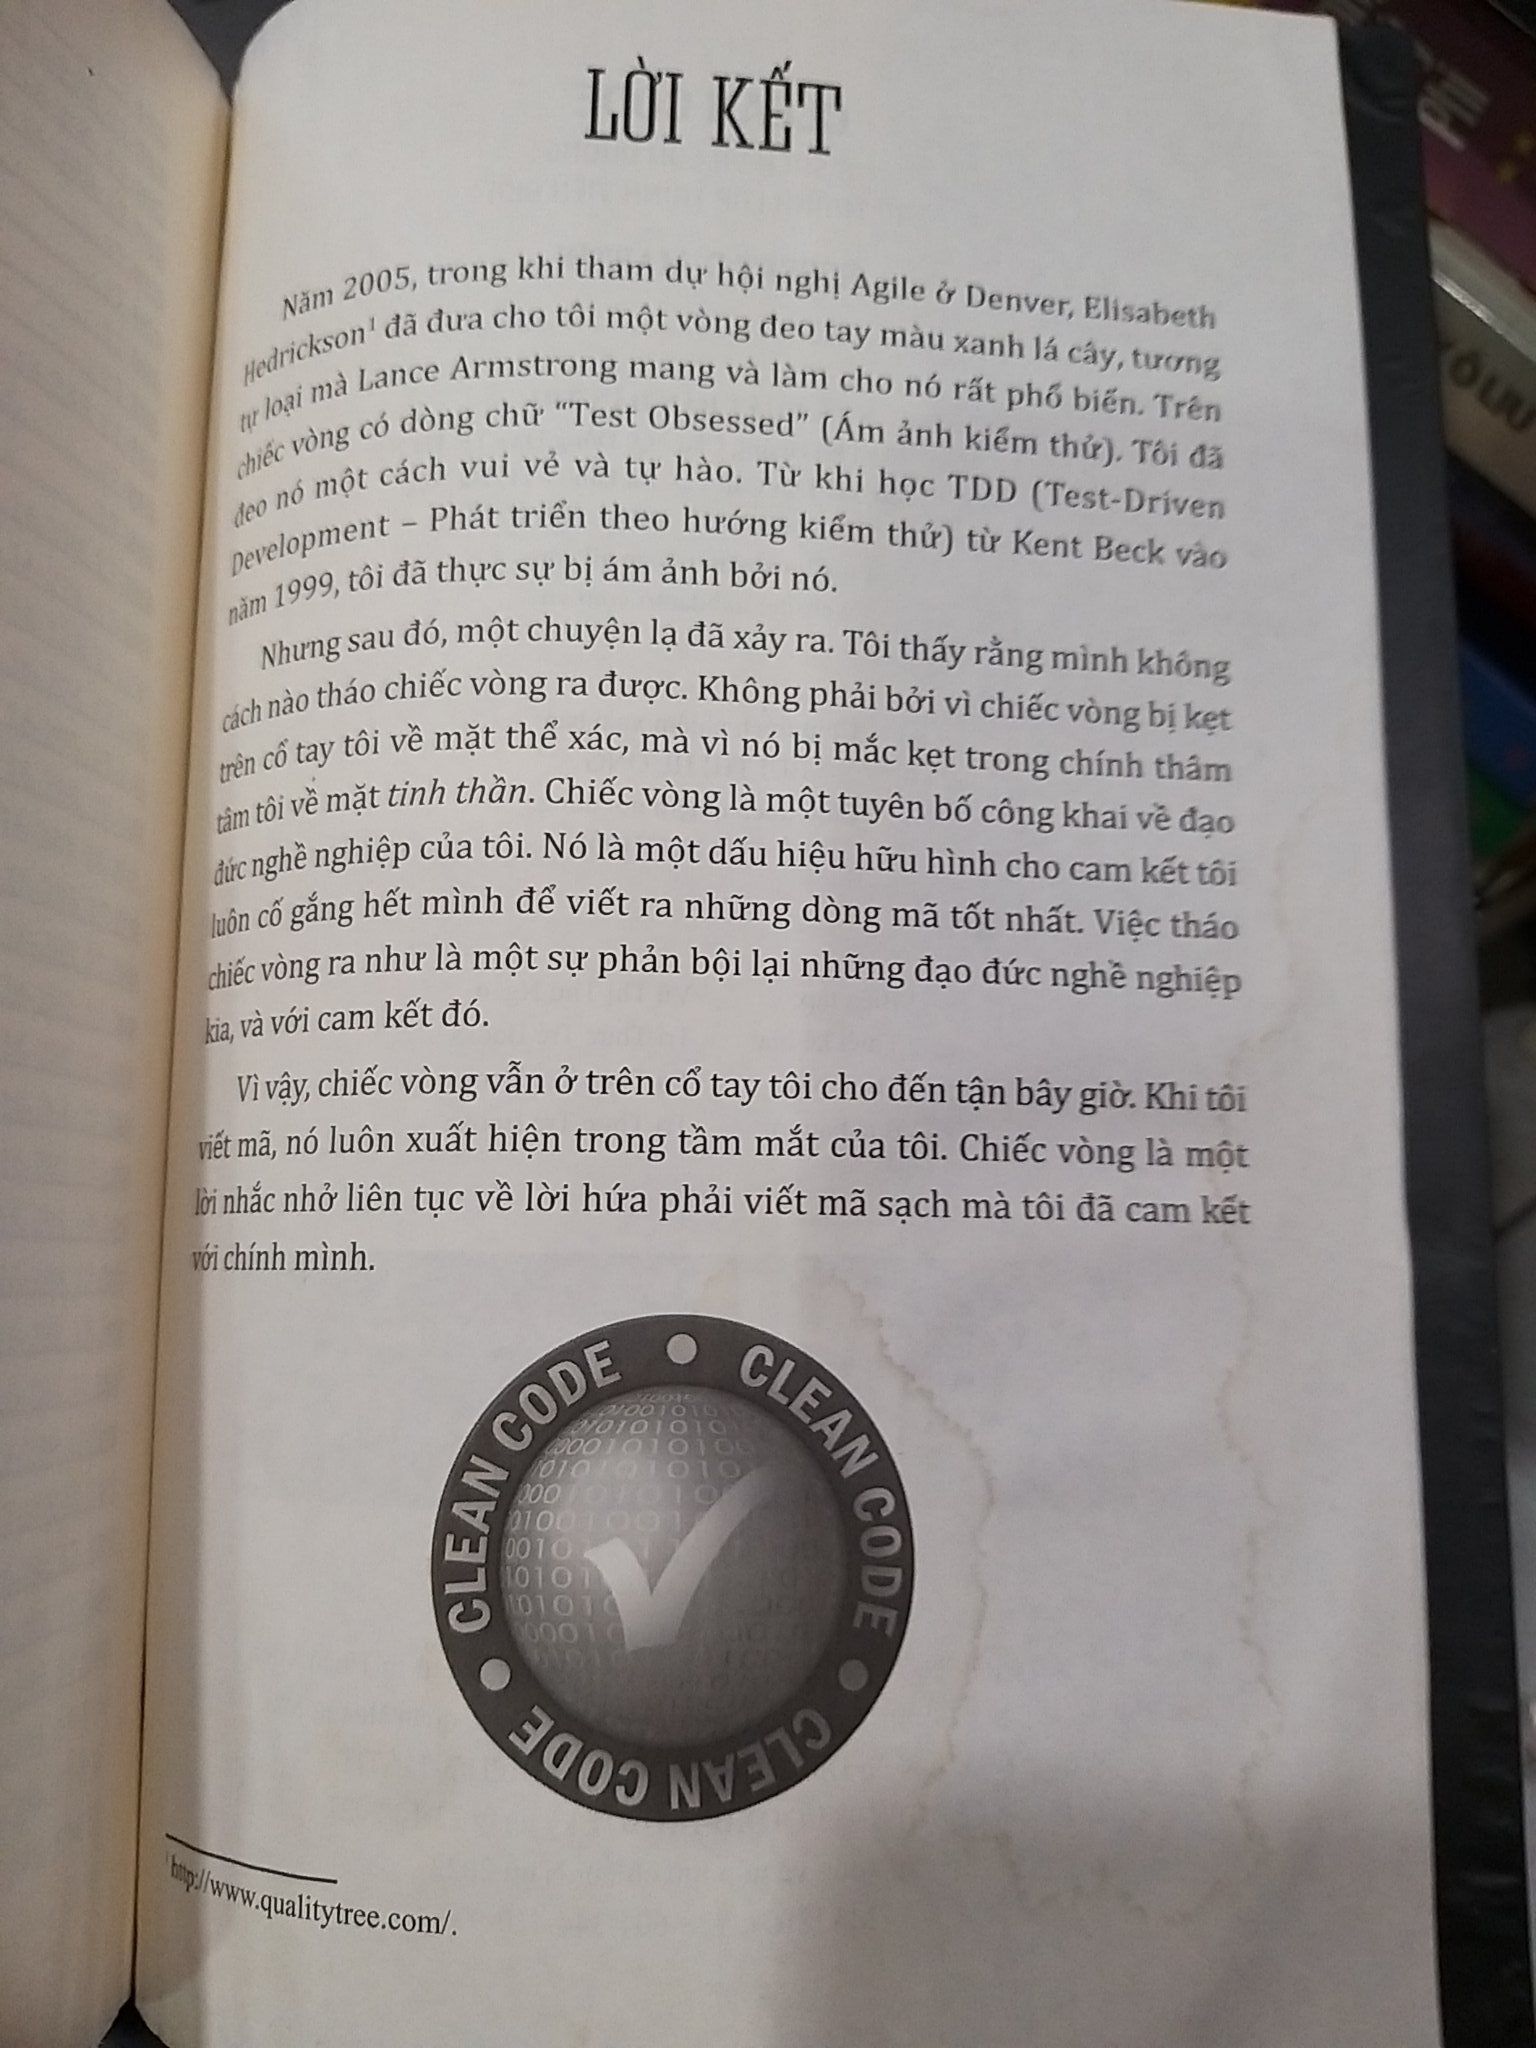 LỜI KẾT
Năm 2005, trong khi tham dự hội nghị Agile ở Denver, Elisabeth
Hedrickson¹ đã đưa cho tôi một vòng đeo tay màu xanh lá cây, tương
tự loại mà Lance Armstrong mang và làm cho nó rất phổ biến. Trên
chiếc vòng có dòng chữ “Test Obsessed” (Ám ảnh kiểm thử). Tôi đã
đeo nó một cách vui vẻ và tự hào. Từ khi học TDD (Test-Driven
Development – Phát triển theo hướng kiểm thử) từ Kent Beck vào
năm 1999, tôi đã thực sự bị ám ảnh bởi nó.
Nhưng sau đó, một chuyện lạ đã xảy ra. Tôi thấy rằng mình không
cách nào tháo chiếc vòng ra được. Không phải bởi vì chiếc vòng bị kẹt
trên cổ tay tôi về mặt thể xác, mà vì nó bị mắc kẹt trong chính thâm
tâm tôi về mặt tinh thần. Chiếc vòng là một tuyên bố công khai về đạo
đức nghề nghiệp của tôi. Nó là một dấu hiệu hữu hình cho cam kết tôi
luôn cố gắng hết mình để viết ra những dòng mã tốt nhất. Việc tháo
chiếc vòng ra như là một sự phản bội lại những đạo đức nghề nghiệp
kia, và với cam kết đó.
Vì vậy, chiếc vòng vẫn ở trên cổ tay tôi cho đến tận bây giờ. Khi tôi
viết mã, nó luôn xuất hiện trong tầm mắt của tôi. Chiếc vòng là một
lời nhắc nhở liên tục về lời hứa phải viết mã sạch mà tôi đã cam kết
với chính mình.
CLEAN CODE • CLEAN CODE • CLEAN CODE •
¹ http://www.qualitytree.com/.